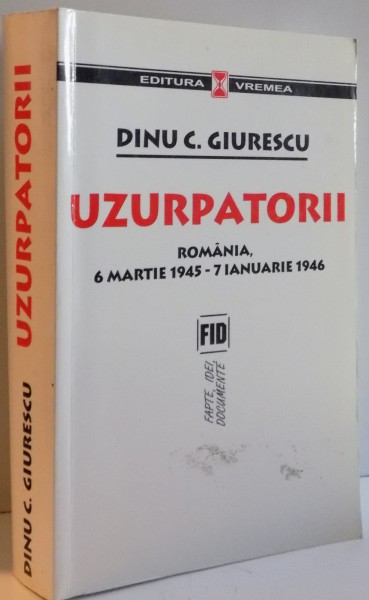 EDITURA VREMEA
DINU C. GIURESCU
UZURPATORII
ROMÂNIA,
6 MARTIE 1945 - 7 IANUARIE 1946
FID
FAPTE, IDEI,
DOCUMENTE
UZURPATORII
DINU C. GIURESCU